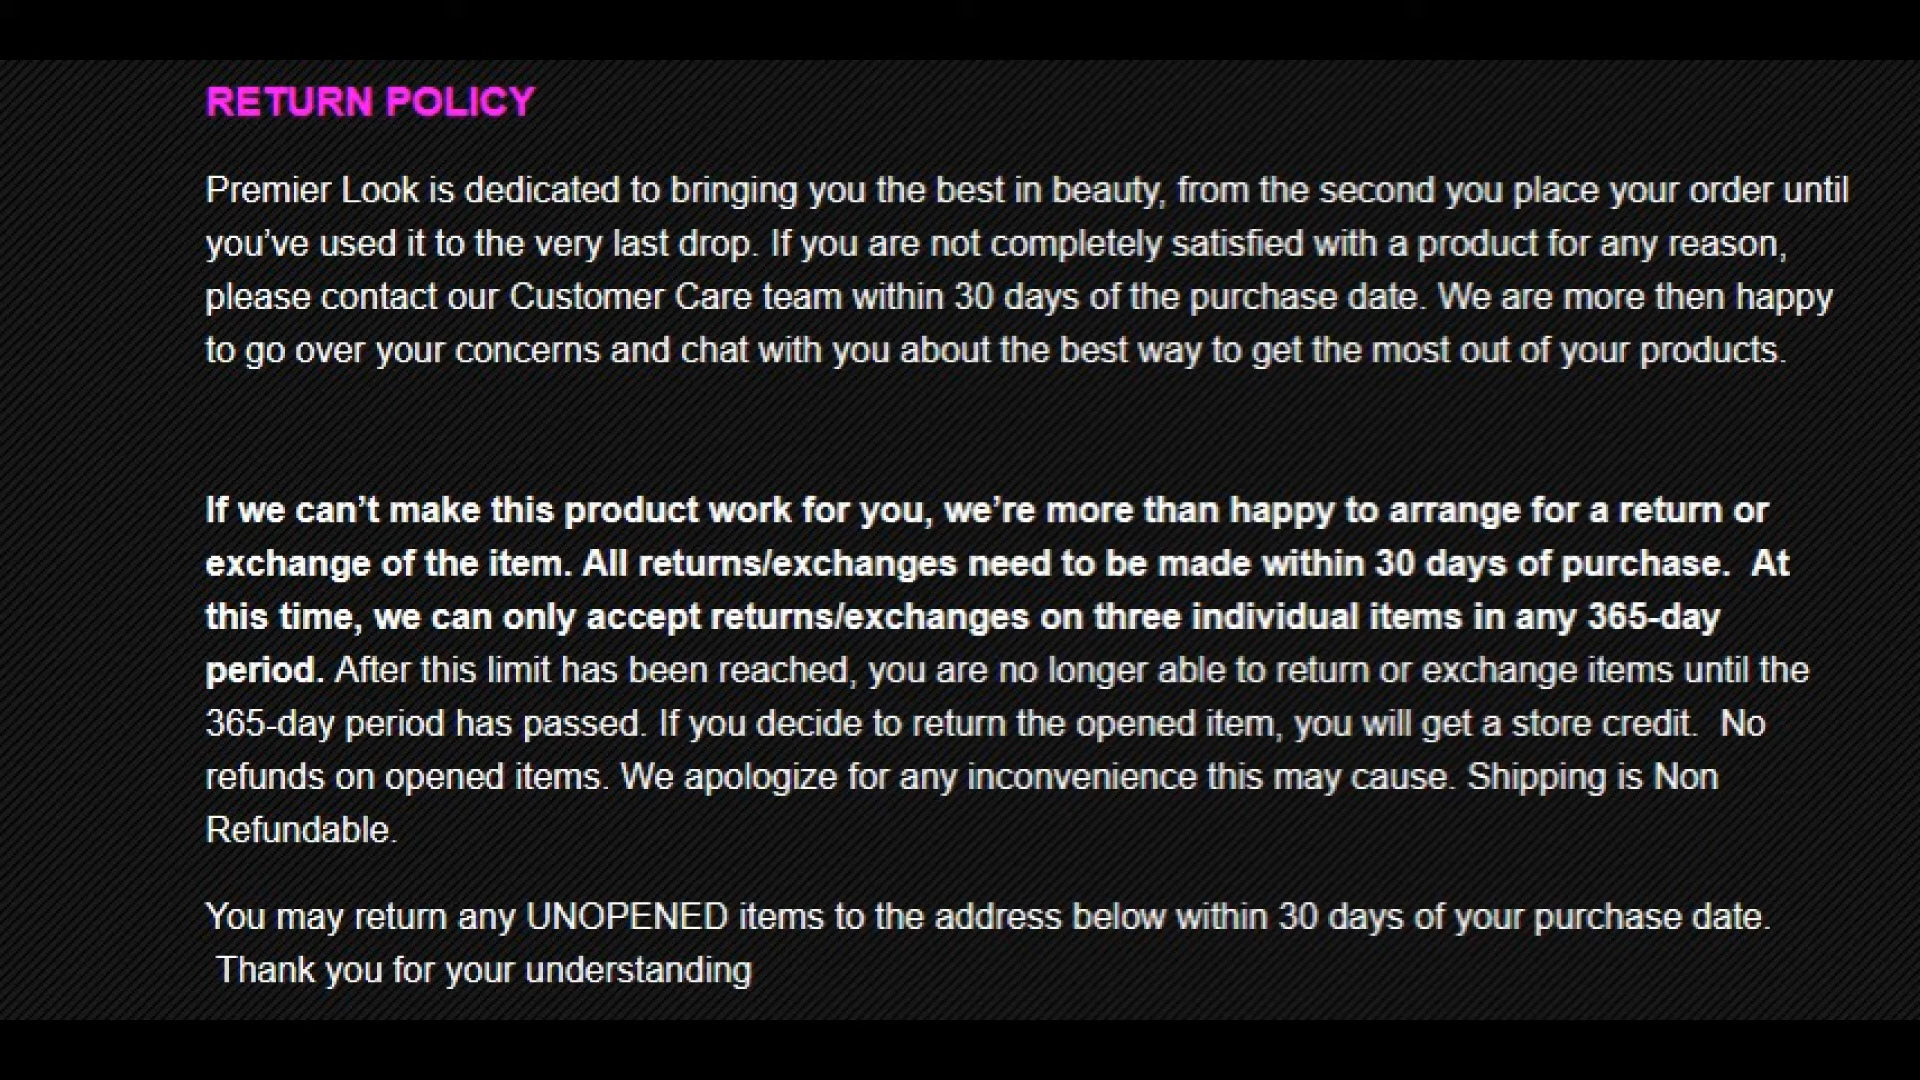 RETURN POLICY
Premier Look is dedicated to bringing you the best in beauty, from the second you place your order until
you’ve used it to the very last drop. If you are not completely satisfied with a product for any reason,
please contact our Customer Care team within 30 days of the purchase date. We are more then happy
to go over your concerns and chat with you about the best way to get the most out of your products.
If we can’t make this product work for you, we’re more than happy to arrange for a return or
exchange of the item. All returns/exchanges need to be made within 30 days of purchase.  At
this time, we can only accept returns/exchanges on three individual items in any 365-day
period. After this limit has been reached, you are no longer able to return or exchange items until the
365-day period has passed. If you decide to return the opened item, you will get a store credit.  No
refunds on opened items. We apologize for any inconvenience this may cause. Shipping is Non
Refundable.
You may return any UNOPENED items to the address below within 30 days of your purchase date.
Thank you for your understanding